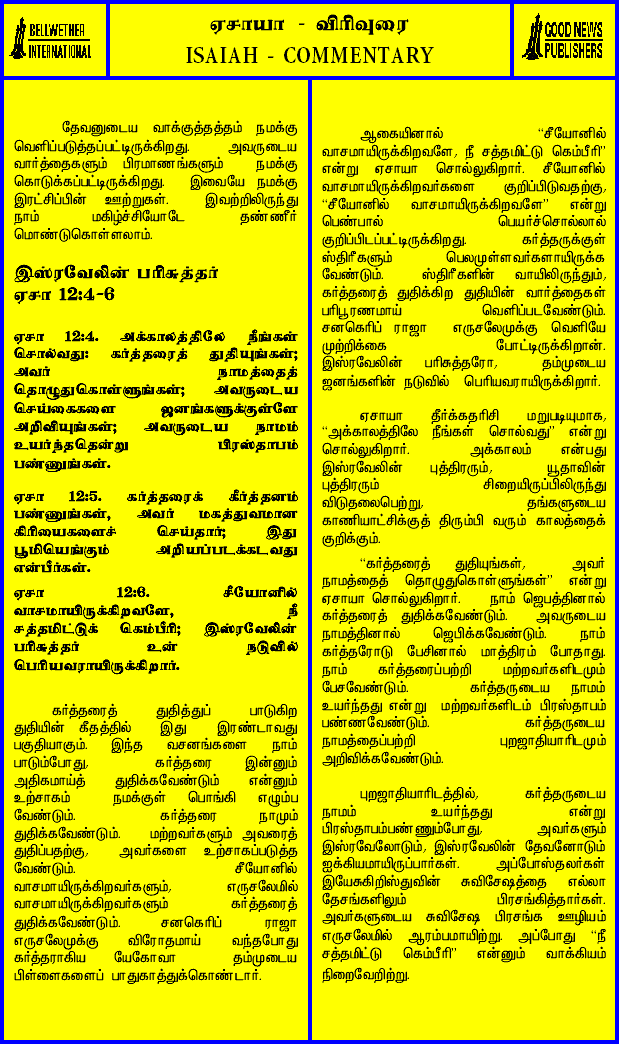 BELLWETHER
INTERNATIONAL
ஏசாயா - விரிவுரை
ISAIAH - COMMENTARY
GOOD NEWS
PUBLISHERS
தேவனுடைய வாக்குத்தத்தம் நமக்கு
வெளிப்படுத்தப்பட்டிருக்கிறது. அவருடைய
வார்த்தைகளும் பிரமாணங்களும் நமக்கு
கொடுக்கப்பட்டிருக்கிறது. இவையே நமக்கு
இரட்சிப்பின் ஊற்றுகள். இவற்றிலிருந்து
நாம் மகிழ்ச்சியோடே தண்ணீர்
மொண்டுகொள்ளலாம்.
இஸ்ரவேலின் பரிசுத்தர்
ஏசா 12:4-6
ஏசா 12:4. அக்காலத்திலே நீங்கள்
சொல்வது: கர்த்தரைத் துதியுங்கள்;
அவர் நாமத்தைத்
தொழுதுகொள்ளுங்கள்; அவருடைய
செய்கைகளை ஜனங்களுக்குள்ளே
அறிவியுங்கள்; அவருடைய நாமம்
உயர்ந்ததென்று பிரஸ்தாபம்
பண்ணுங்கள்.
ஏசா 12:5. கர்த்தரைக் கீர்த்தனம்
பண்ணுங்கள், அவர் மகத்துவமான
கிரியைகளைச் செய்தார்; இது
பூமியெங்கும் அறியப்படக்கடவது
என்பீர்கள்.
ஏசா 12:6. சீயோனில்
வாசமாயிருக்கிறவளே, நீ
சத்தமிட்டுக் கெம்பீரி; இஸ்ரவேலின்
பரிசுத்தர் உன் நடுவில்
பெரியவராயிருக்கிறார்.
கர்த்தரைத் துதித்துப் பாடுகிற
துதியின் கீதத்தில் இது இரண்டாவது
பகுதியாகும். இந்த வசனங்களை நாம்
பாடும்போது, கர்த்தரை இன்னும்
அதிகமாய்த் துதிக்கவேண்டும் என்னும்
உற்சாகம் நமக்குள் பொங்கி எழும்ப
வேண்டும். கர்த்தரை நாமும்
துதிக்கவேண்டும். மற்றவர்களும் அவரைத்
துதிப்பதற்கு, அவர்களை உற்சாகப்படுத்த
வேண்டும். சீயோனில்
வாசமாயிருக்கிறவர்களும், எருசலேமில்
வாசமாயிருக்கிறவர்களும் கர்த்தரைத்
துதிக்கவேண்டும். சனகெரிப் ராஜா
எருசலேமுக்கு விரோதமாய் வந்தபோது
கர்த்தராகிய யேகோவா தம்முடைய
பிள்ளைகளைப் பாதுகாத்துக்கொண்டார்.
ஆகையினால் “சீயோனில்
வாசமாயிருக்கிறவளே, நீ சத்தமிட்டு கெம்பீரி”
என்று ஏசாயா சொல்லுகிறார். சீயோனில்
வாசமாயிருக்கிறவர்களை குறிப்பிடுவதற்கு,
“சீயோனில் வாசமாயிருக்கிறவளே” என்று
பெண்பால் பெயர்ச்சொல்லால்
குறிப்பிடப்பட்டிருக்கிறது. கர்த்தருக்குள்
ஸ்திரீகளும் பெலமுள்ளவர்களாயிருக்க
வேண்டும். ஸ்திரீகளின் வாயிலிருந்தும்,
கர்த்தரைத் துதிக்கிற துதியின் வார்த்தைகள்
பரிபூரணமாய் வெளிப்படவேண்டும்.
சனகெரிப் ராஜா எருசலேமுக்கு வெளியே
முற்றிக்கை போட்டிருக்கிறான்.
இஸ்ரவேலின் பரிசுத்தரோ, தம்முடைய
ஜனங்களின் நடுவில் பெரியவராயிருக்கிறார்.
ஏசாயா தீர்க்கதரிசி மறுபடியுமாக,
“அக்காலத்திலே நீங்கள் சொல்வது” என்று
சொல்லுகிறார். அக்காலம் என்பது
இஸ்ரவேலின் புத்திரரும், யூதாவின்
புத்திரரும் சிறையிருப்பிலிருந்து
விடுதலைபெற்று, தங்களுடைய
காணியாட்சிக்குத் திரும்பி வரும் காலத்தைக்
குறிக்கும்.
“கர்த்தரைத் துதியுங்கள், அவர்
நாமத்தைத் தொழுதுகொள்ளுங்கள்” என்று
ஏசாயா சொல்லுகிறார். நாம் ஜெபத்தினால்
கர்த்தரைத் துதிக்கவேண்டும். அவருடைய
நாமத்தினால் ஜெபிக்கவேண்டும். நாம்
கர்த்தரோடு பேசினால் மாத்திரம் போதாது.
நாம் கர்த்தரைப்பற்றி மற்றவர்களிடமும்
பேசவேண்டும். கர்த்தருடைய நாமம்
உயர்ந்தது என்று மற்றவர்களிடம் பிரஸ்தாபம்
பண்ணவேண்டும். கர்த்தருடைய
நாமத்தைப்பற்றி புறஜாதியாரிடமும்
அறிவிக்கவேண்டும்.
புறஜாதியாரிடத்தில், கர்த்தருடைய
நாமம் உயர்ந்தது என்று
பிரஸ்தாபம்பண்ணும்போது, அவர்களும்
இஸ்ரவேலோடும், இஸ்ரவேலின் தேவனோடும்
ஐக்கியமாயிருப்பார்கள். அப்போஸ்தலர்கள்
இயேசுகிறிஸ்துவின் சுவிசேஷத்தை எல்லா
தேசங்களிலும் பிரசங்கித்தார்கள்.
அவர்களுடைய சுவிசேஷ பிரசங்க ஊழியம்
எருசலேமில் ஆரம்பமாயிற்று. அப்போது “நீ
சத்தமிட்டு கெம்பீரி” என்னும் வாக்கியம்
நிறைவேறிற்று.